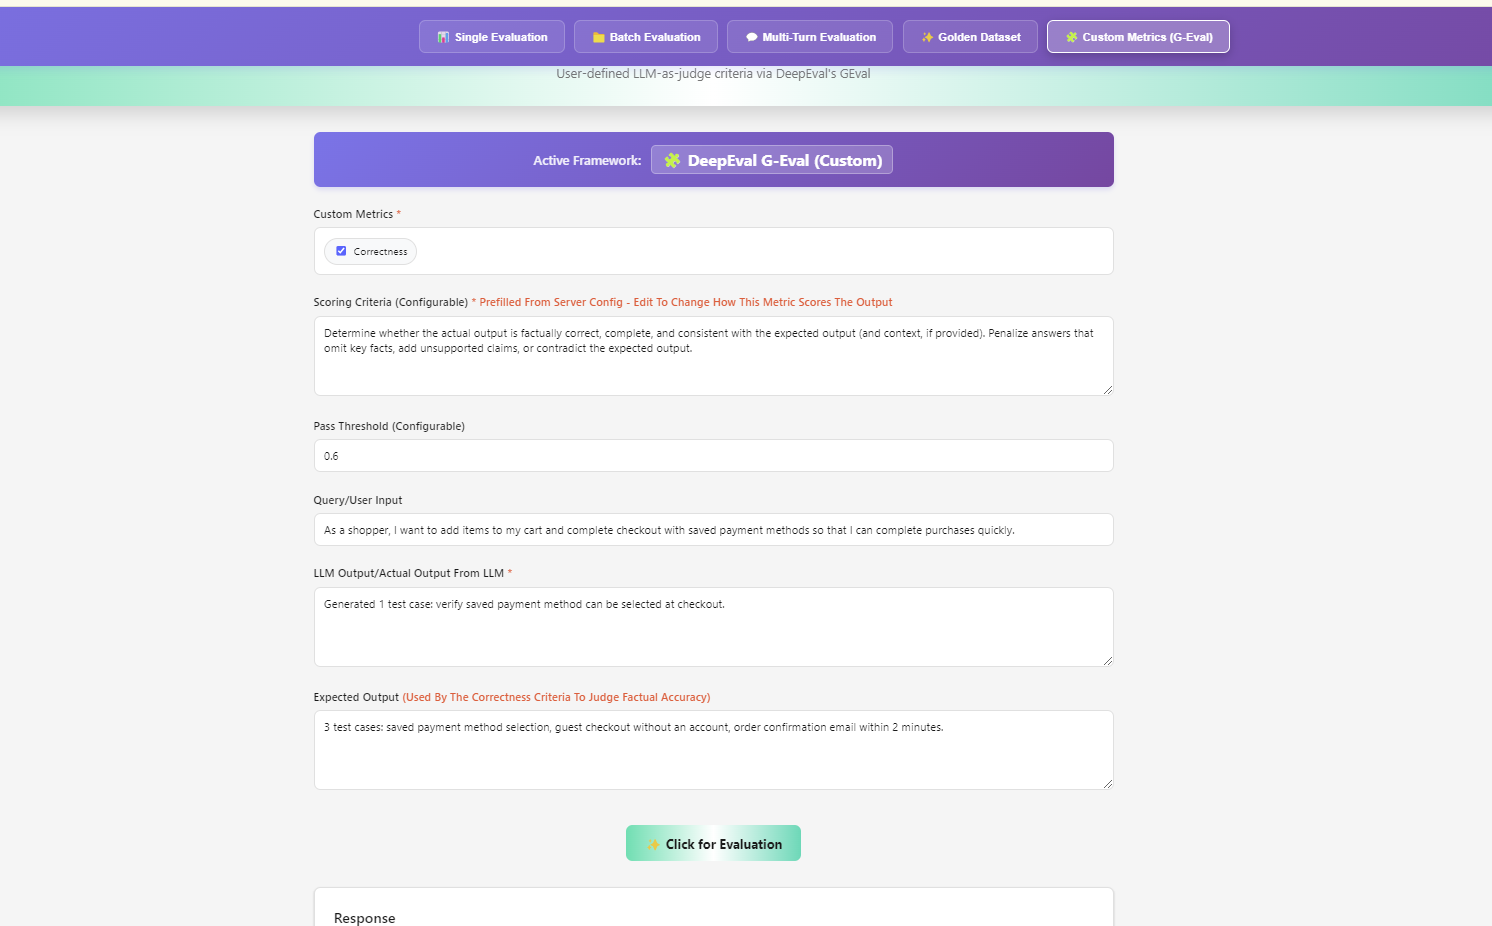 Single Evaluation
Batch Evaluation
Multi-Turn Evaluation
Golden Dataset
Custom Metrics (G-Eval)
User-defined LLM-as-judge criteria via DeepEval's GEval
Active Framework: DeepEval G-Eval (Custom)
Custom Metrics *
Correctness
Scoring Criteria (Configurable) * Prefilled From Server Config - Edit To Change How This Metric Scores The Output
Determine whether the actual output is factually correct, complete, and consistent with the expected output (and context, if provided). Penalize answers that
omit key facts, add unsupported claims, or contradict the expected output.
Pass Threshold (Configurable)
0.6
Query/User Input
As a shopper, I want to add items to my cart and complete checkout with saved payment methods so that I can complete purchases quickly.
LLM Output/Actual Output From LLM *
Generated 1 test case: verify saved payment method can be selected at checkout.
Expected Output (Used By The Correctness Criteria To Judge Factual Accuracy)
3 test cases: saved payment method selection, guest checkout without an account, order confirmation email within 2 minutes.
Click for Evaluation
Response